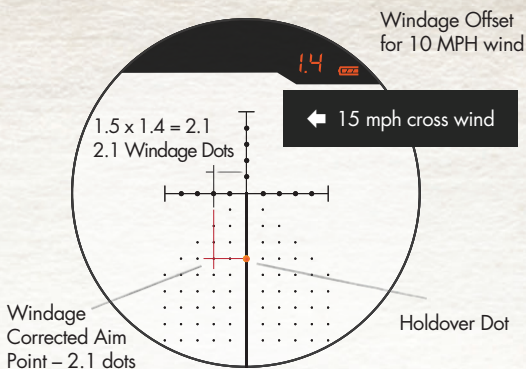 Windage Offset
for 10 MPH wind
1.4
15 mph cross wind
1.5 x 1.4 = 2.1
2.1 Windage Dots
Holdover Dot
Windage
Corrected Aim
Point – 2.1 dots